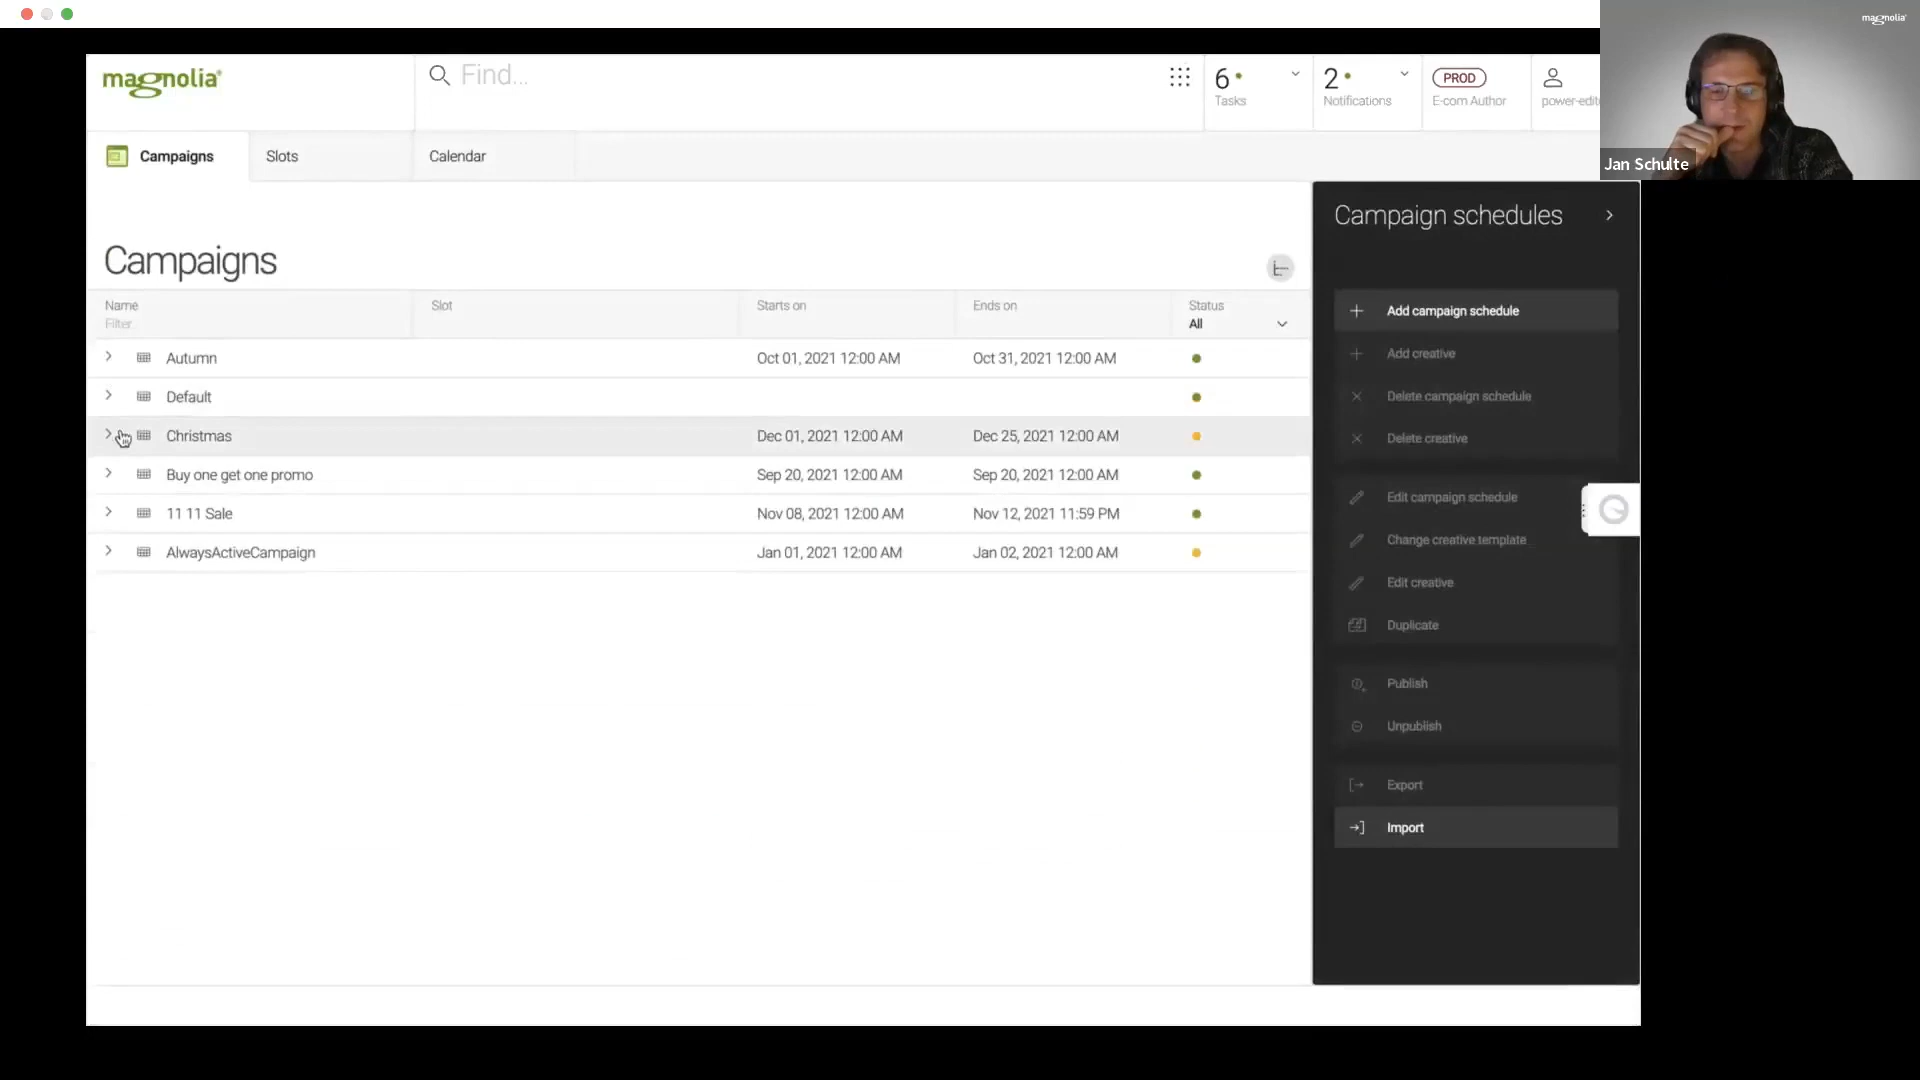 magnolia
magnolia®
Find...
6
Tasks
2
Notifications
PROD
E-com Author
power-edit
Jan Schulte
Campaigns
Slots
Calendar
Campaigns
Name
Filter
Slot
Starts on
Ends on
Status
All
Autumn
Oct 01, 2021 12:00 AM
Oct 31, 2021 12:00 AM
Default
Christmas
Dec 01, 2021 12:00 AM
Dec 25, 2021 12:00 AM
Buy one get one promo
Sep 20, 2021 12:00 AM
Sep 20, 2021 12:00 AM
11 11 Sale
Nov 08, 2021 12:00 AM
Nov 12, 2021 11:59 PM
AlwaysActiveCampaign
Jan 01, 2021 12:00 AM
Jan 02, 2021 12:00 AM
Campaign schedules
Add campaign schedule
Add creative
Delete campaign schedule
Delete creative
Edit campaign schedule
Change creative template
Edit creative
Duplicate
Publish
Unpublish
Export
Import